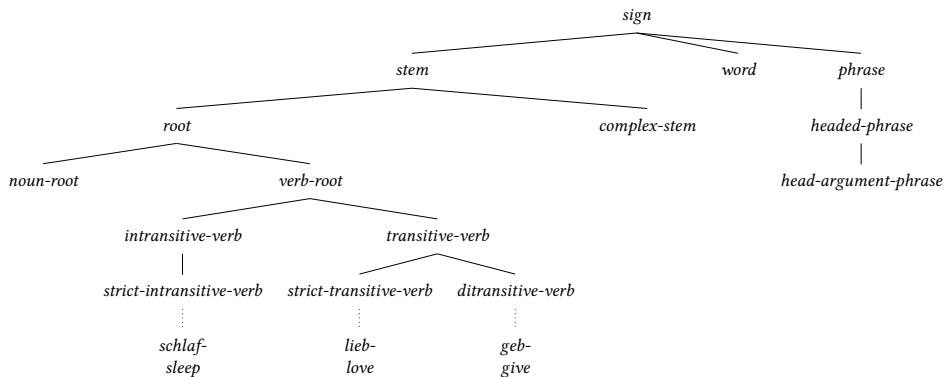 sign
stem word phrase
root complex-stem headed-phrase
noun-root verb-root head-argument-phrase
intransitive-verb transitive-verb
strict-intransitive-verb strict-transitive-verb ditransitive-verb
schlaf- lieb- geb-
sleep love give